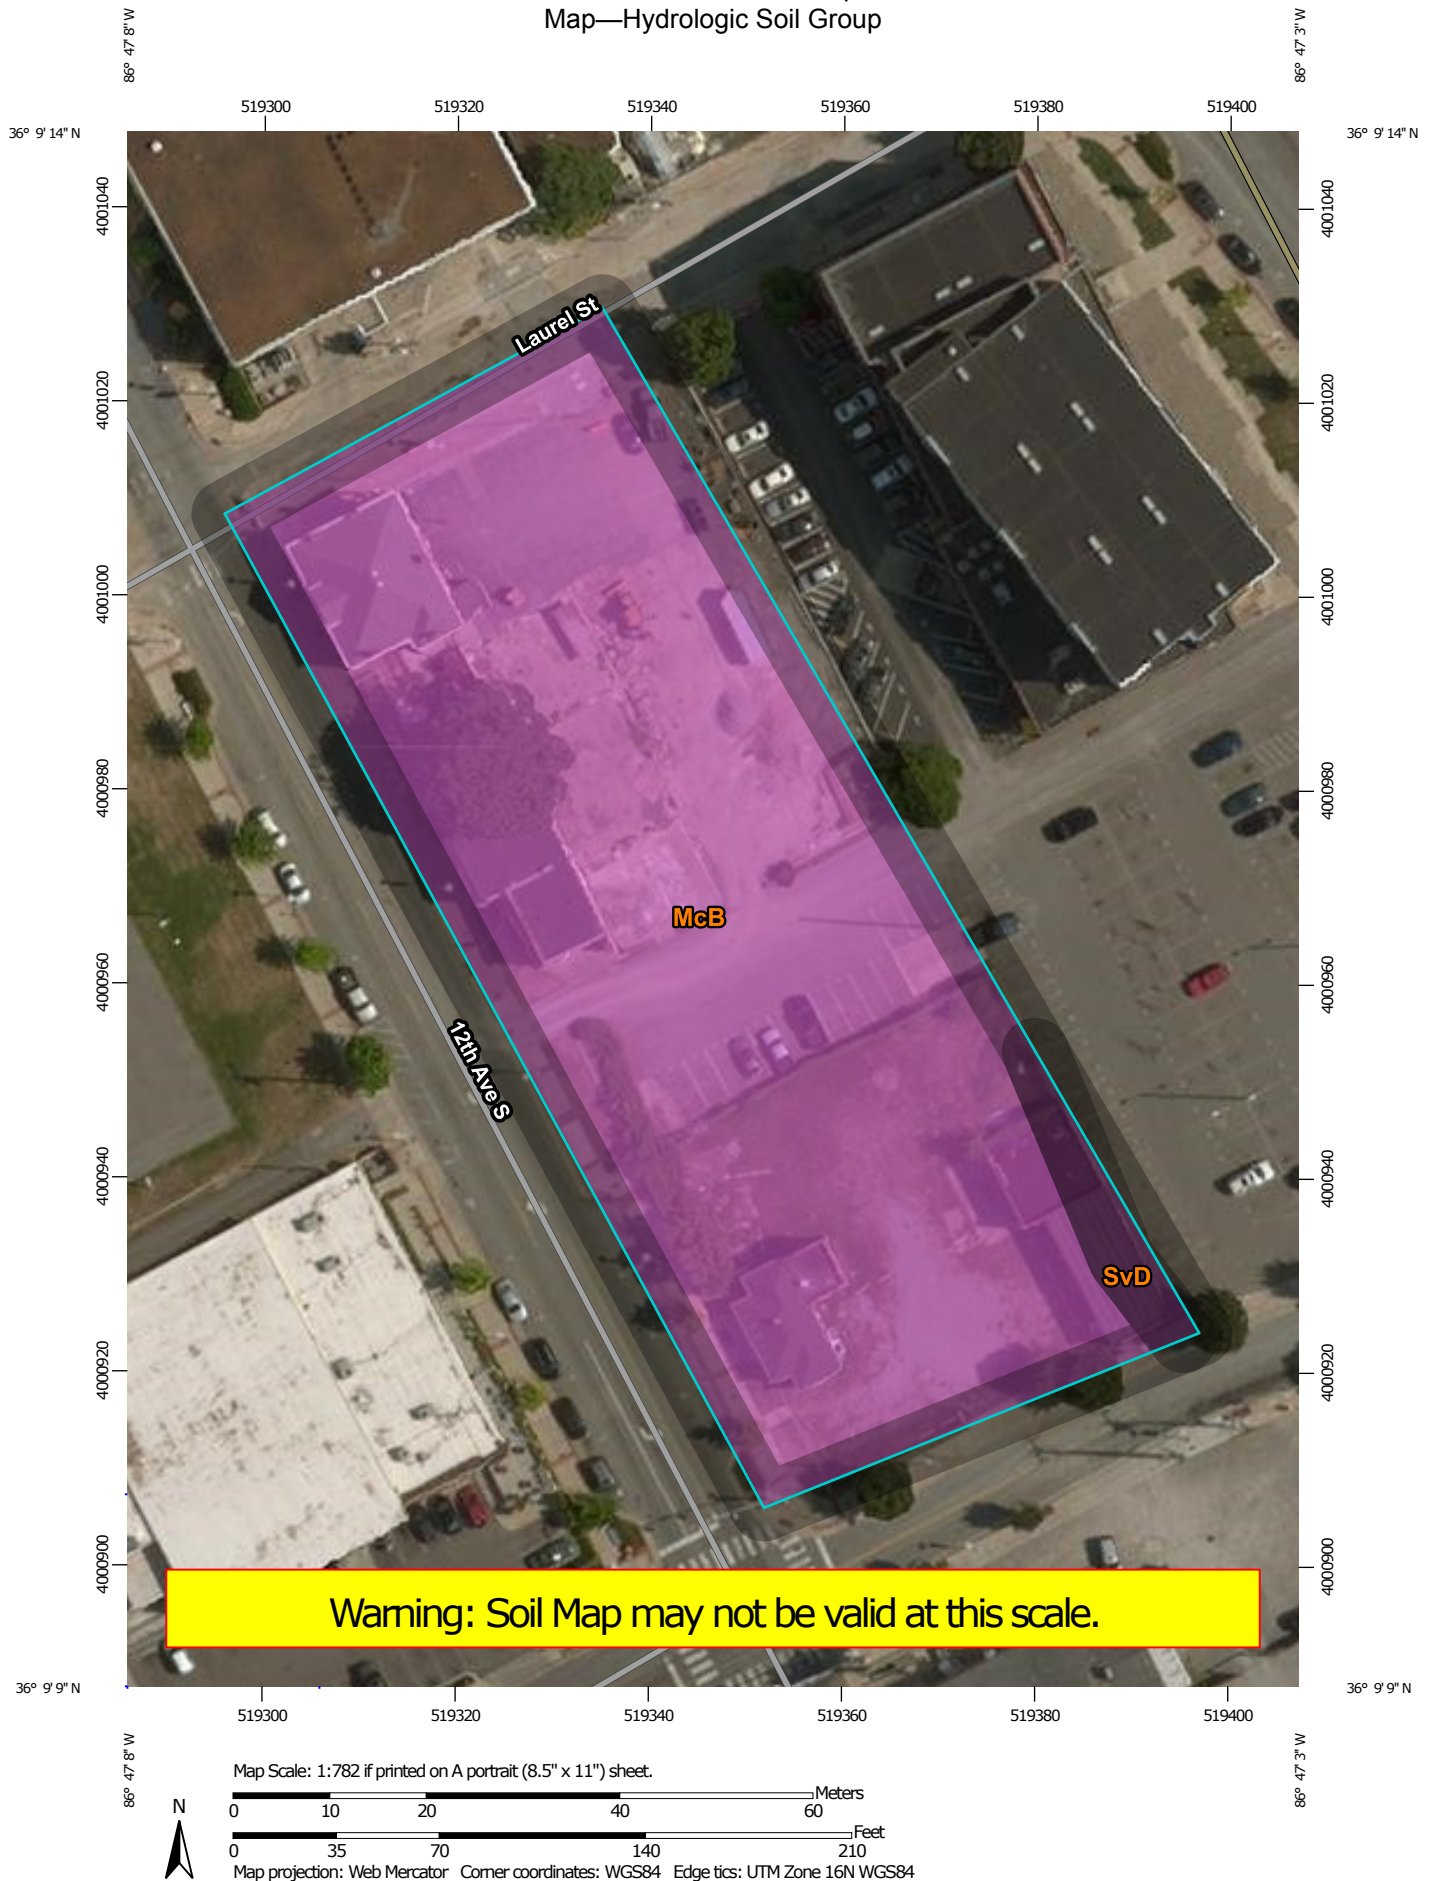 Map—Hydrologic Soil Group
86° 47' 8'' W
86° 47' 3'' W
519300 519320 519340 519360 519380 519400
36° 9' 14'' N
36° 9' 14'' N
4001040
4001020
4001000
4000980
4000960
4000940
4000920
4000900
4001040
4001020
4001000
4000980
4000960
4000940
4000920
4000900
Laurel St
McB
12th Ave S
SvD
Warning: Soil Map may not be valid at this scale.
36° 9' 9'' N
36° 9' 9'' N
519300 519320 519340 519360 519380 519400
86° 47' 8'' W
86° 47' 3'' W
Map Scale: 1:782 if printed on A portrait (8.5" x 11") sheet.
Meters
0 10 20 40 60
N
Feet
0 35 70 140 210
Map projection: Web Mercator Corner coordinates: WGS84 Edge tics: UTM Zone 16N WGS84